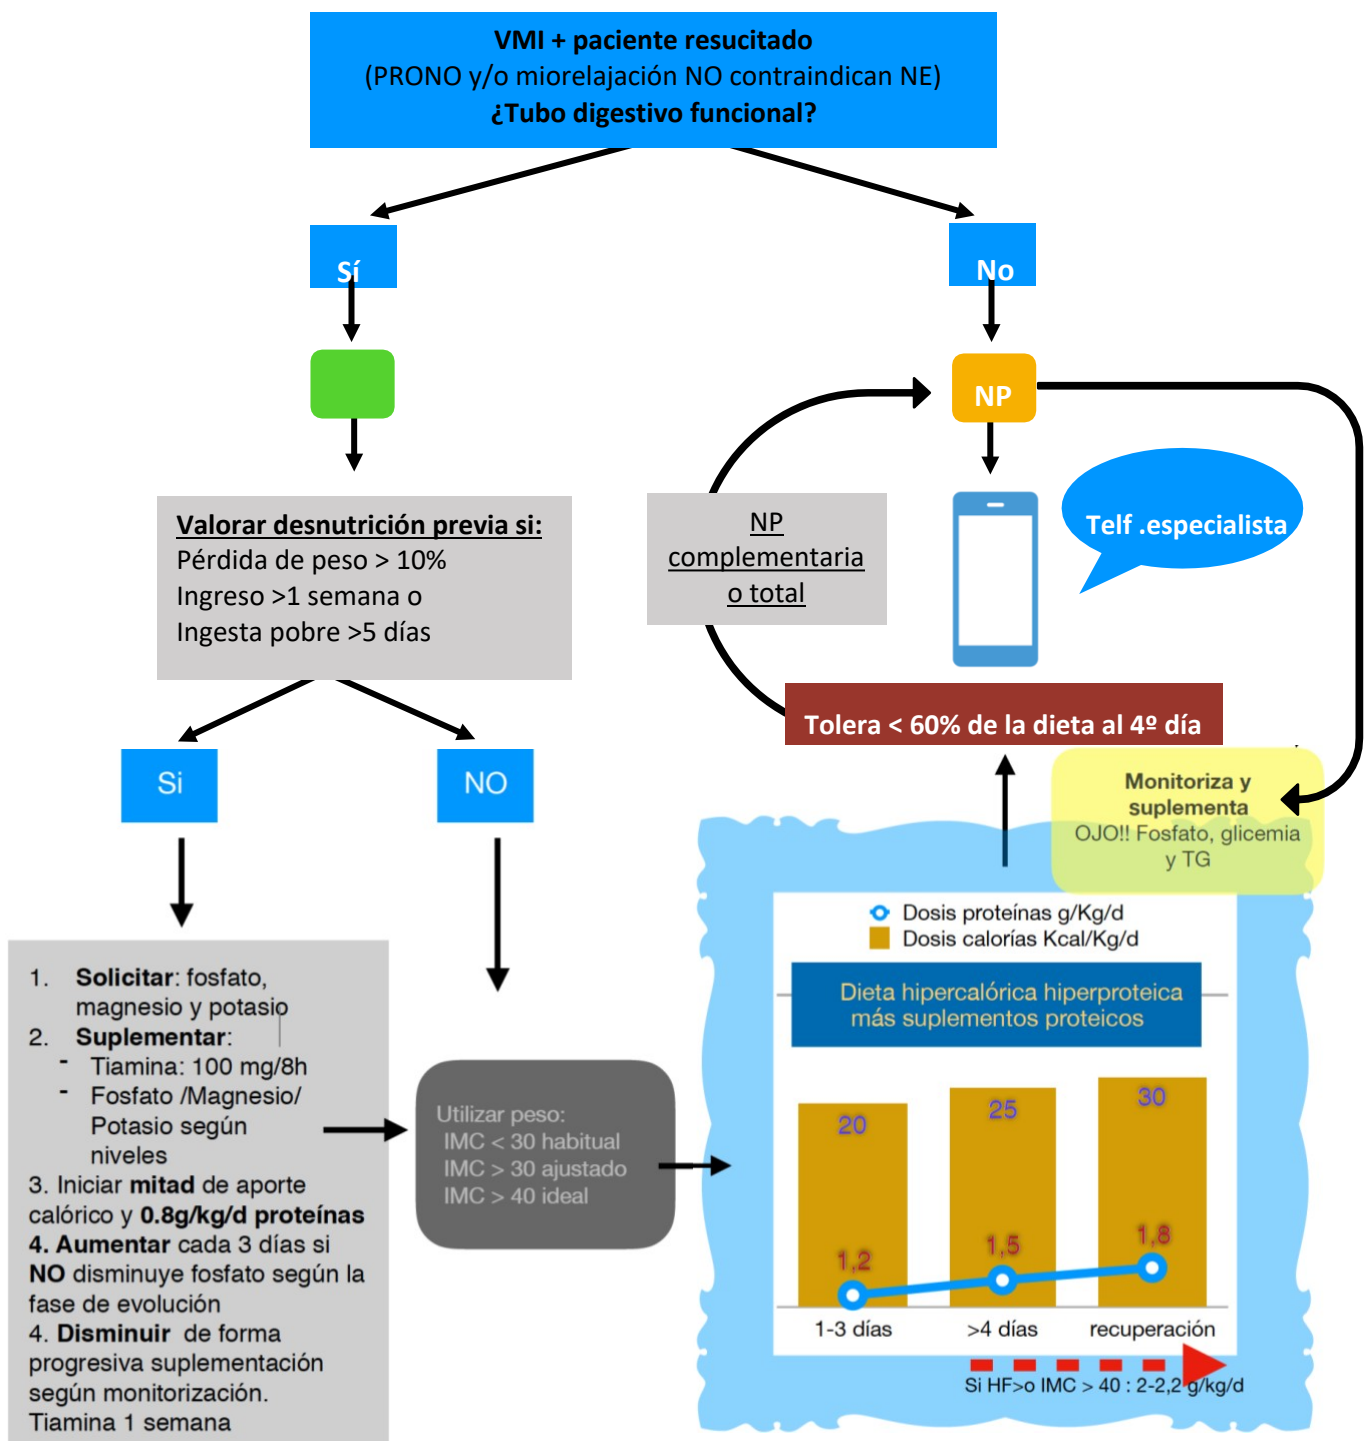 VMI + paciente resucitado
(PRONO y/o miorelajación NO contraindican NE)
¿Tubo digestivo funcional?
Sí
No
NP
Telf .especialista
Valorar desnutrición previa si:
Pérdida de peso > 10%
Ingreso >1 semana o
Ingesta pobre >5 días
NP
complementaria
o total
Tolera < 60% de la dieta al 4º día
Si
NO
Monitoriza y
suplementa
OJO!! Fosfato, glicemia
y TG
1. Solicitar: fosfato,
magnesio y potasio
2. Suplementar:
- Tiamina: 100 mg/8h
- Fosfato /Magnesio/
Potasio según
niveles
3. Iniciar mitad de aporte
calórico y 0.8g/kg/d proteínas
4. Aumentar cada 3 días si
NO disminuye fosfato según la
fase de evolución
4. Disminuir de forma
progresiva suplementación
según monitorización.
Tiamina 1 semana
Utilizar peso:
IMC < 30 habitual
IMC > 30 ajustado
IMC > 40 ideal
Dosis proteínas g/Kg/d
Dosis calorías Kcal/Kg/d
Dieta hipercalórica hiperproteica
más suplementos proteicos
20
25
30
1,2
1,5
1,8
1-3 días
>4 días
recuperación
Si HF>o IMC > 40 : 2-2,2 g/kg/d